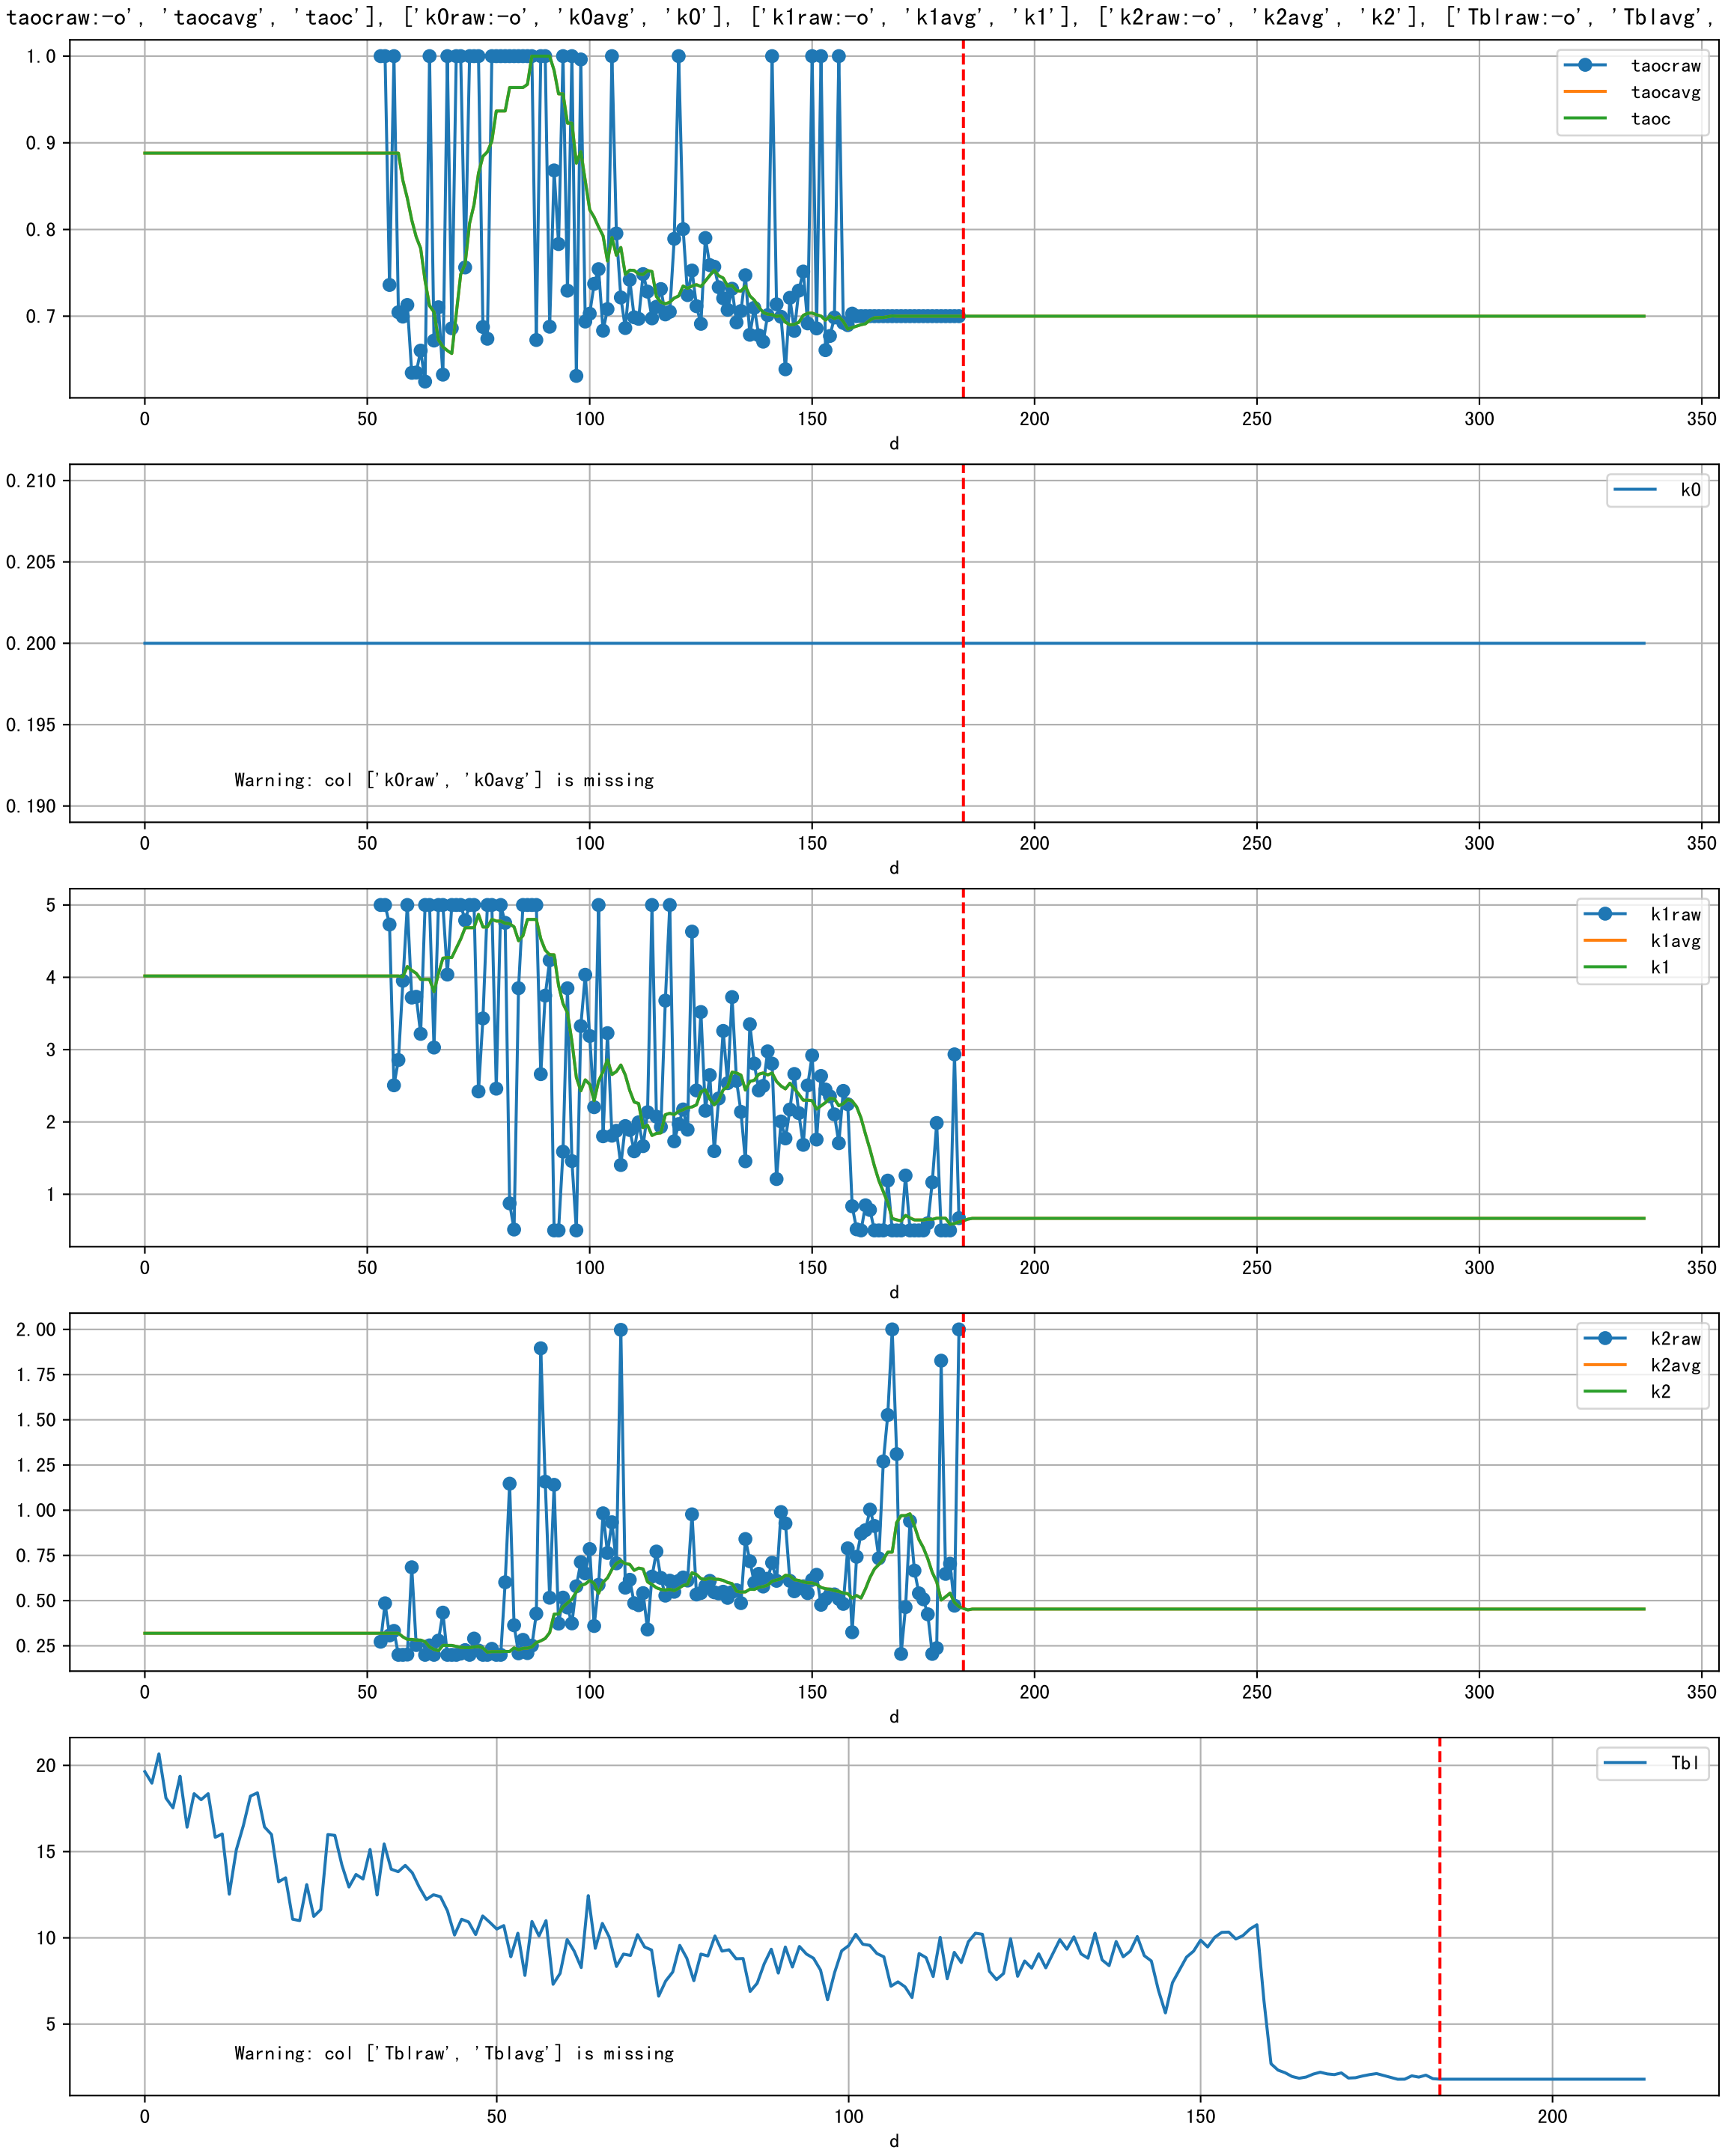 taocraw:-o', 'taocavg', 'taoc'], ['k0raw:-o', 'k0avg', 'k0'], ['k1raw:-o', 'k1avg', 'k1'], ['k2raw:-o', 'k2avg', 'k2'], ['Tblraw:-o', 'Tblavg',
1.0
0.9
0.8
0.7
taocraw
taocavg
taoc
0 50 100 150 200 250 300 350
d
0.210
0.205
0.200
0.195
0.190
k0
Warning: col ['k0raw', 'k0avg'] is missing
0 50 100 150 200 250 300 350
d
5
4
3
2
1
k1raw
k1avg
k1
0 50 100 150 200 250 300 350
d
2.00
1.75
1.50
1.25
1.00
0.75
0.50
0.25
k2raw
k2avg
k2
0 50 100 150 200 250 300 350
d
20
15
10
5
Tbl
Warning: col ['Tblraw', 'Tblavg'] is missing
0 50 100 150 200
d